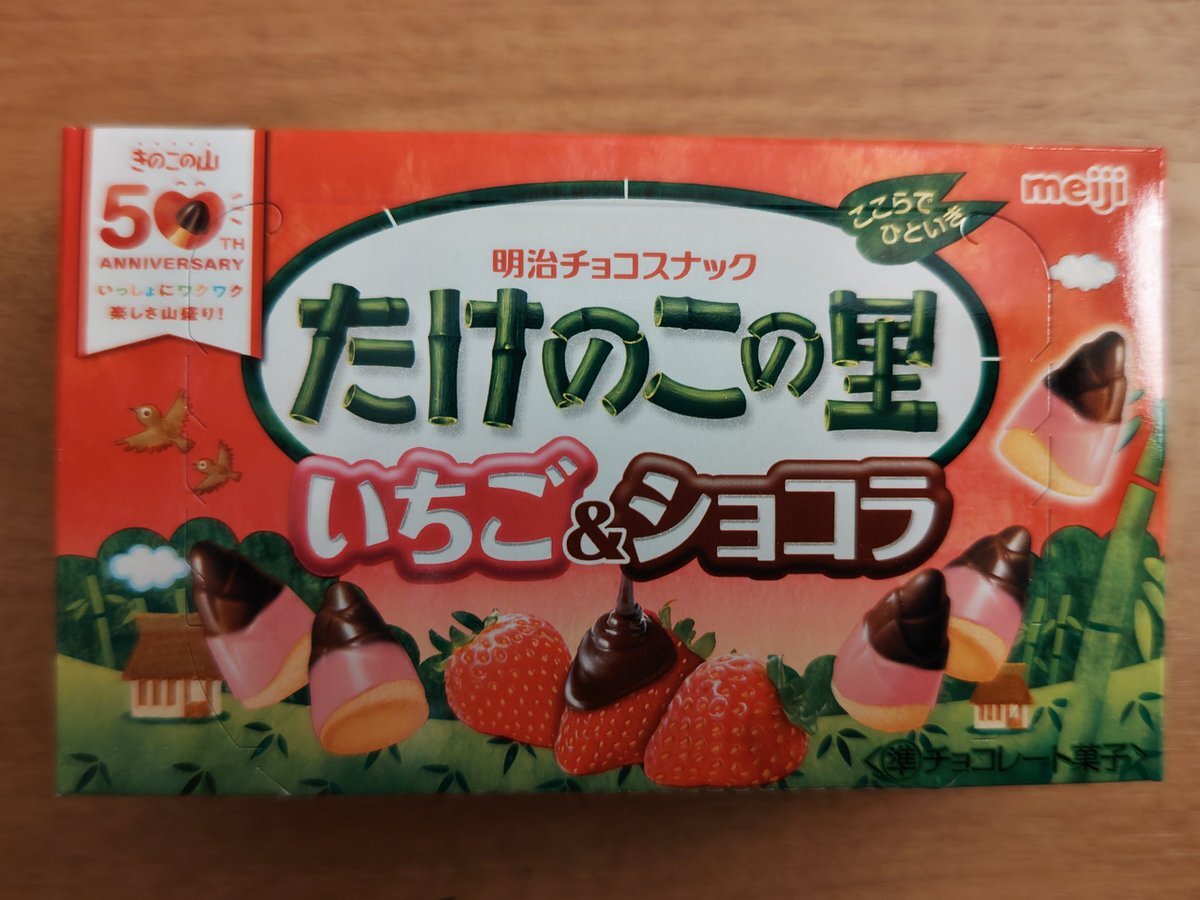 きのこの山
50TH
ANNIVERSARY
いっしょにワクワク
楽しさ山盛り!
meiji
ここらで
ひといき
明治チョコスナック
たけのこの里
いちご&ショコラ
<準チョコレート菓子>